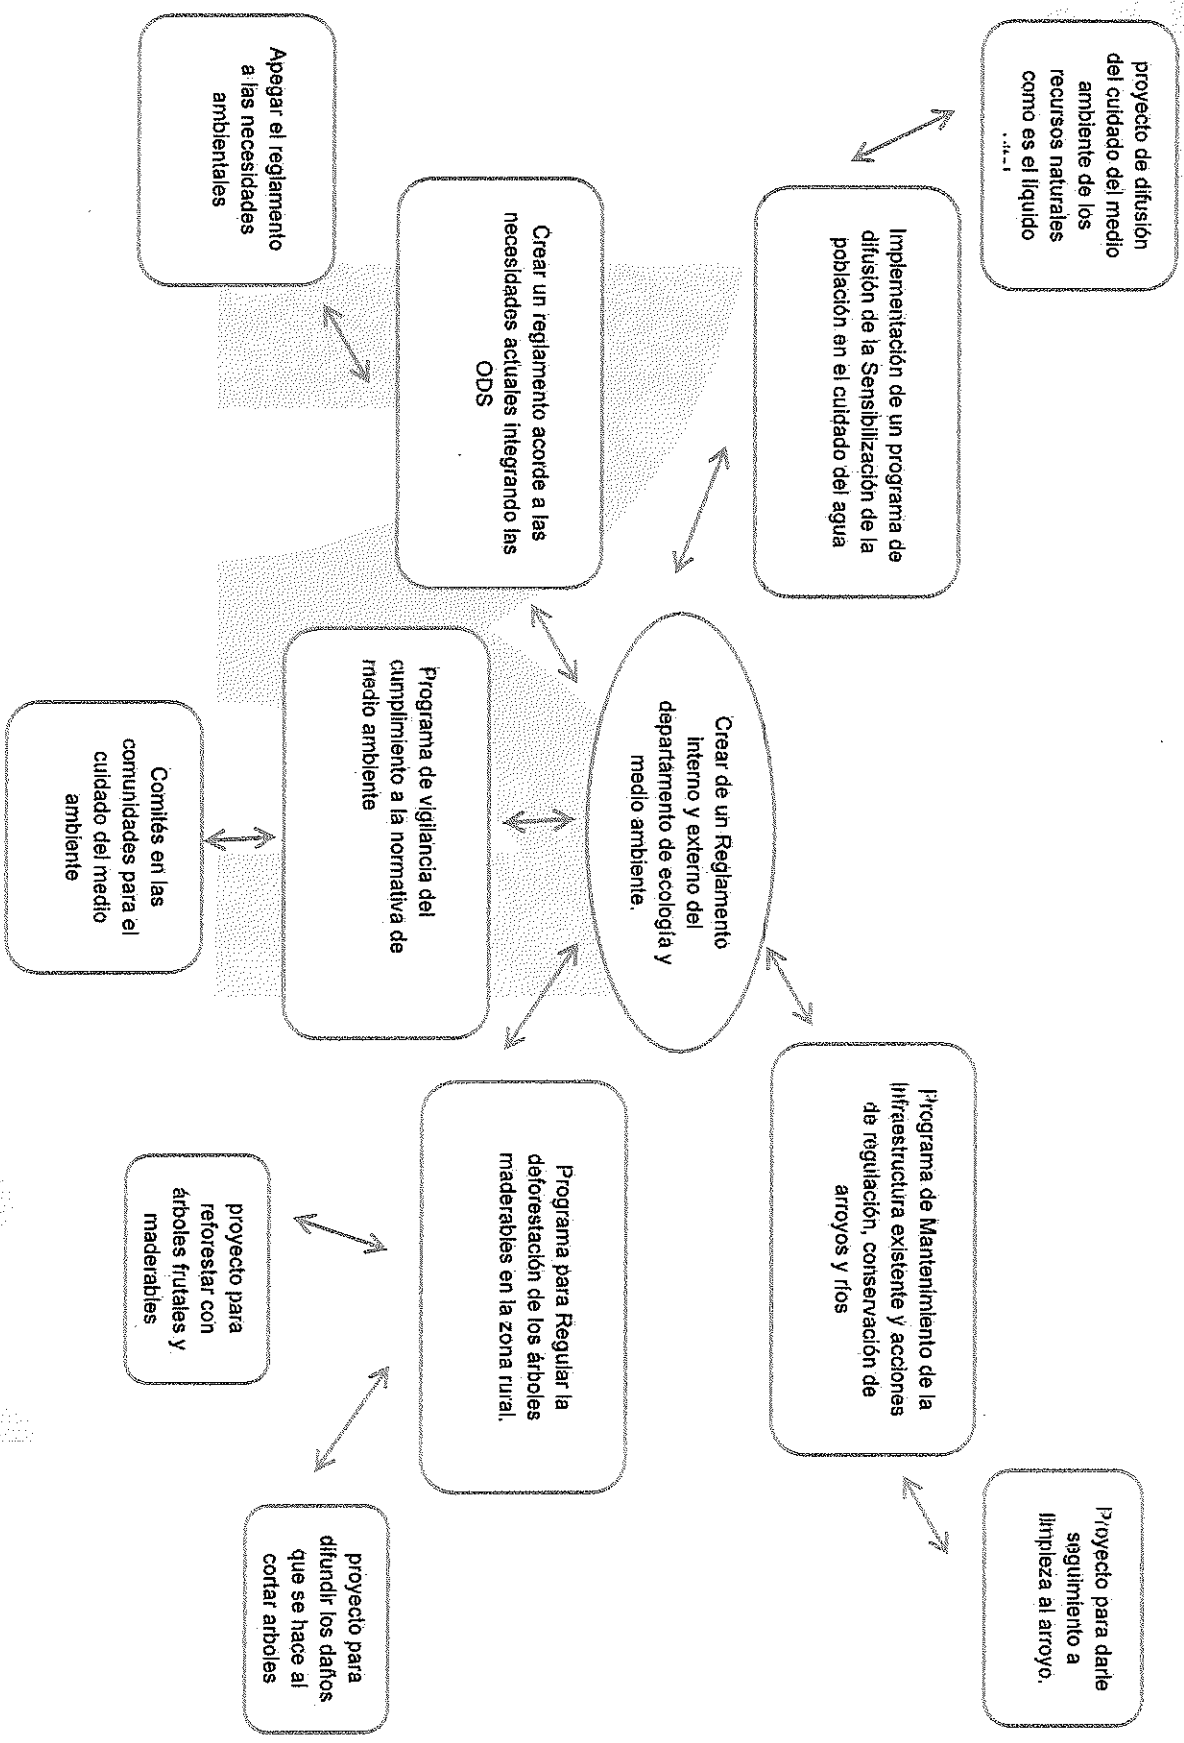 proyecto de difusión
del cuidado del medio
ambiente de los
recursos naturales
como es el líquido
Implementación de un programa de
difusión de la Sensibilización de la
población en el cuidado del agua
Programa de Mantenimiento de la
Infraestructura existente y acciones
de regulación, conservación de
arroyos y ríos
Proyecto para darle
seguimiento a
limpieza al arroyo.
Crear de un Reglamento
interno y externo del
departamento de ecología y
medio ambiente.
Crear un reglamento acorde a las
necesidades actuales integrando las
ODS
Apegar el reglamento
a las necesidades
ambientales
Programa de vigilancia del
cumplimiento a la normativa de
medio ambiente
Comités en las
comunidades para el
cuidado del medio
ambiente
Programa para Regular la
deforestación de los árboles
maderables en la zona rural.
proyecto para
reforestar con
árboles frutales y
maderables
proyecto para
difundir los daños
que se hace al
cortar arboles